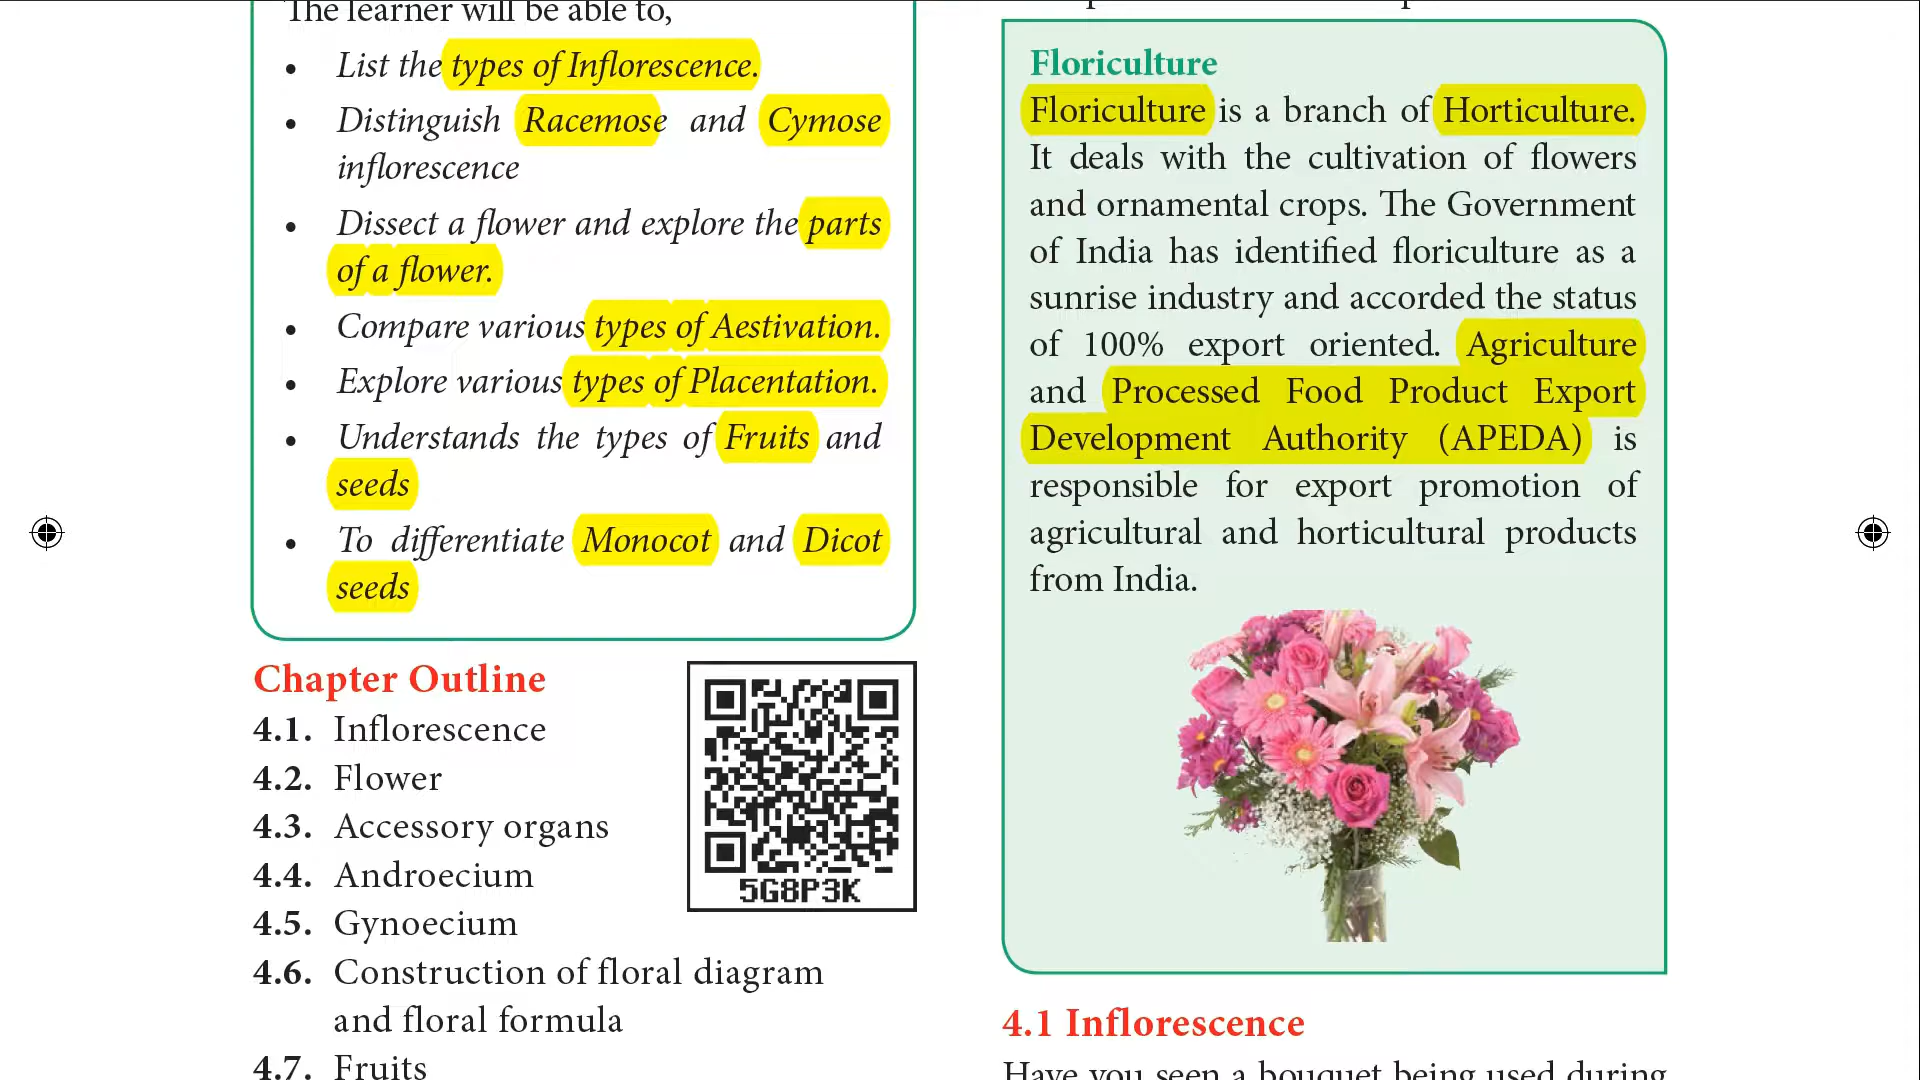 The learner will be able to,
• List the types of Inflorescence.
• Distinguish Racemose and Cymose
inflorescence
• Dissect a flower and explore the parts
of a flower.
• Compare various types of Aestivation.
• Explore various types of Placentation.
• Understands the types of Fruits and
seeds
• To differentiate Monocot and Dicot
seeds
Chapter Outline
4.1. Inflorescence
4.2. Flower
4.3. Accessory organs
4.4. Androecium
4.5. Gynoecium
4.6. Construction of floral diagram
and floral formula
4.7. Fruits
5G8P3K
Floriculture
Floriculture is a branch of Horticulture.
It deals with the cultivation of flowers
and ornamental crops. The Government
of India has identified floriculture as a
sunrise industry and accorded the status
of 100% export oriented. Agriculture
and Processed Food Product Export
Development Authority (APEDA) is
responsible for export promotion of
agricultural and horticultural products
from India.
4.1 Inflorescence
Have you seen a bouquet being used during